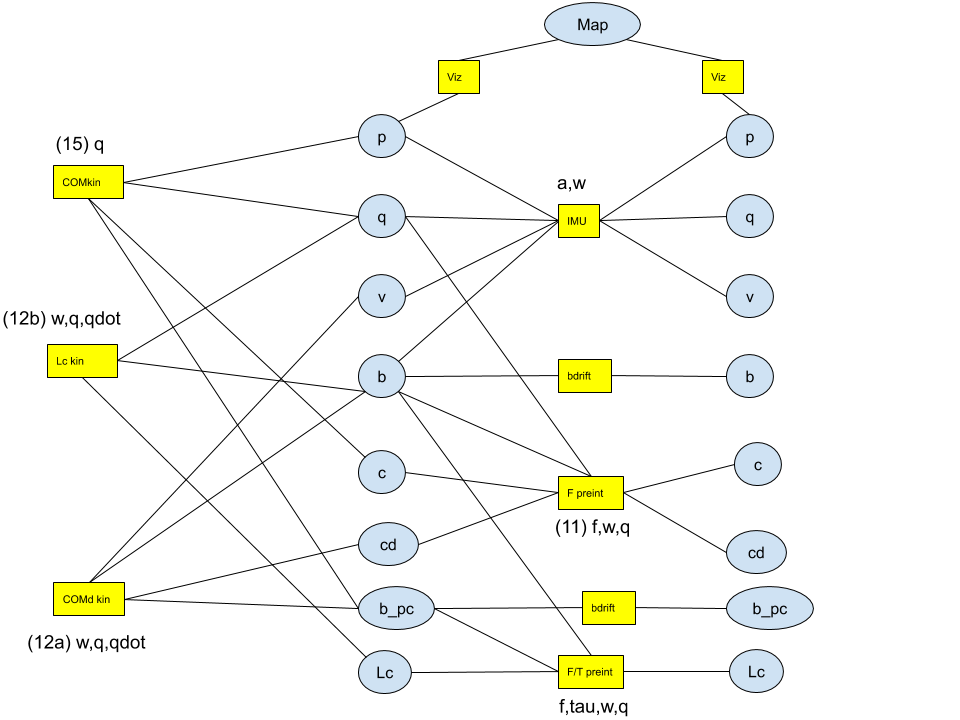 Map
Viz
Viz
p
p
(15) q
COMkin
a,w
q
IMU
q
v
v
(12b) w,q,qdot
Lc kin
b
bdrift
b
c
c
F preint
(11) f,w,q
cd
cd
COMd kin
b_pc
bdrift
b_pc
(12a) w,q,qdot
Lc
F/T preint
Lc
f,tau,w,q